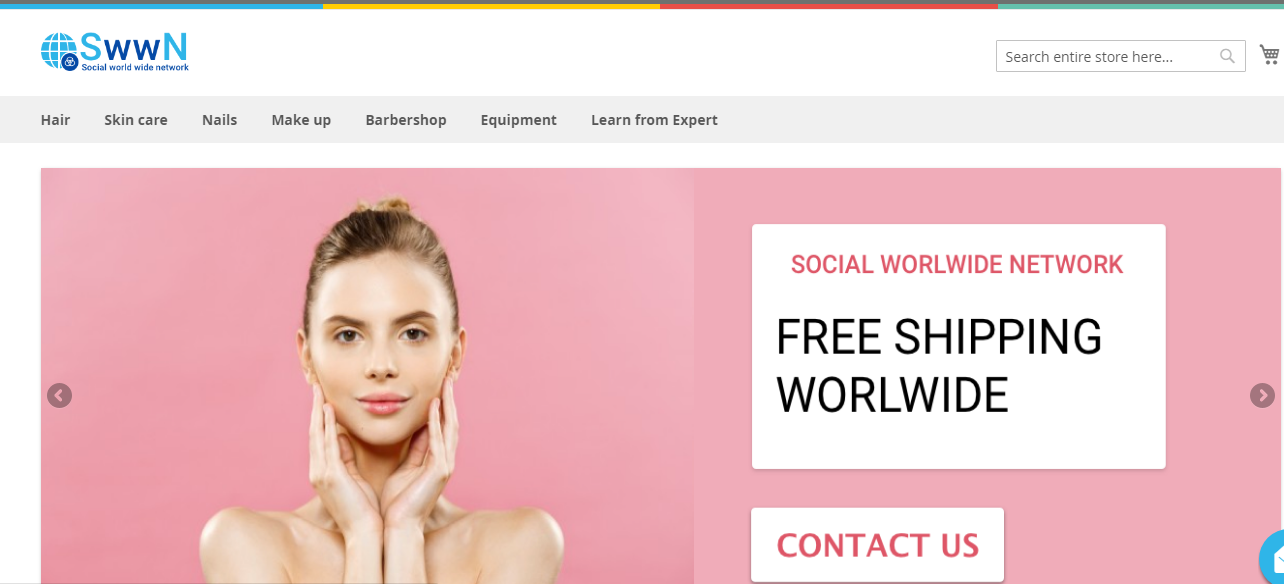 SwwN
Social world wide network
Search entire store here...
Hair Skin care Nails Make up Barbershop Equipment Learn from Expert
SOCIAL WORLWIDE NETWORK
FREE SHIPPING
WORLWIDE
CONTACT US